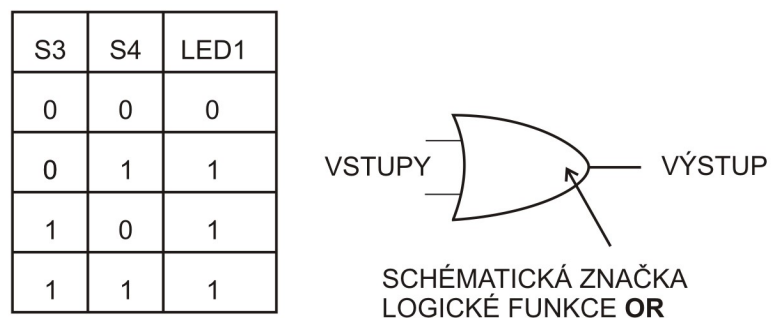 S3 S4 LED1
0 0 0
0 1 1
1 0 1
1 1 1
VSTUPY VÝSTUP
SCHÉMATICKÁ ZNAČKA
LOGICKÉ FUNKCE OR